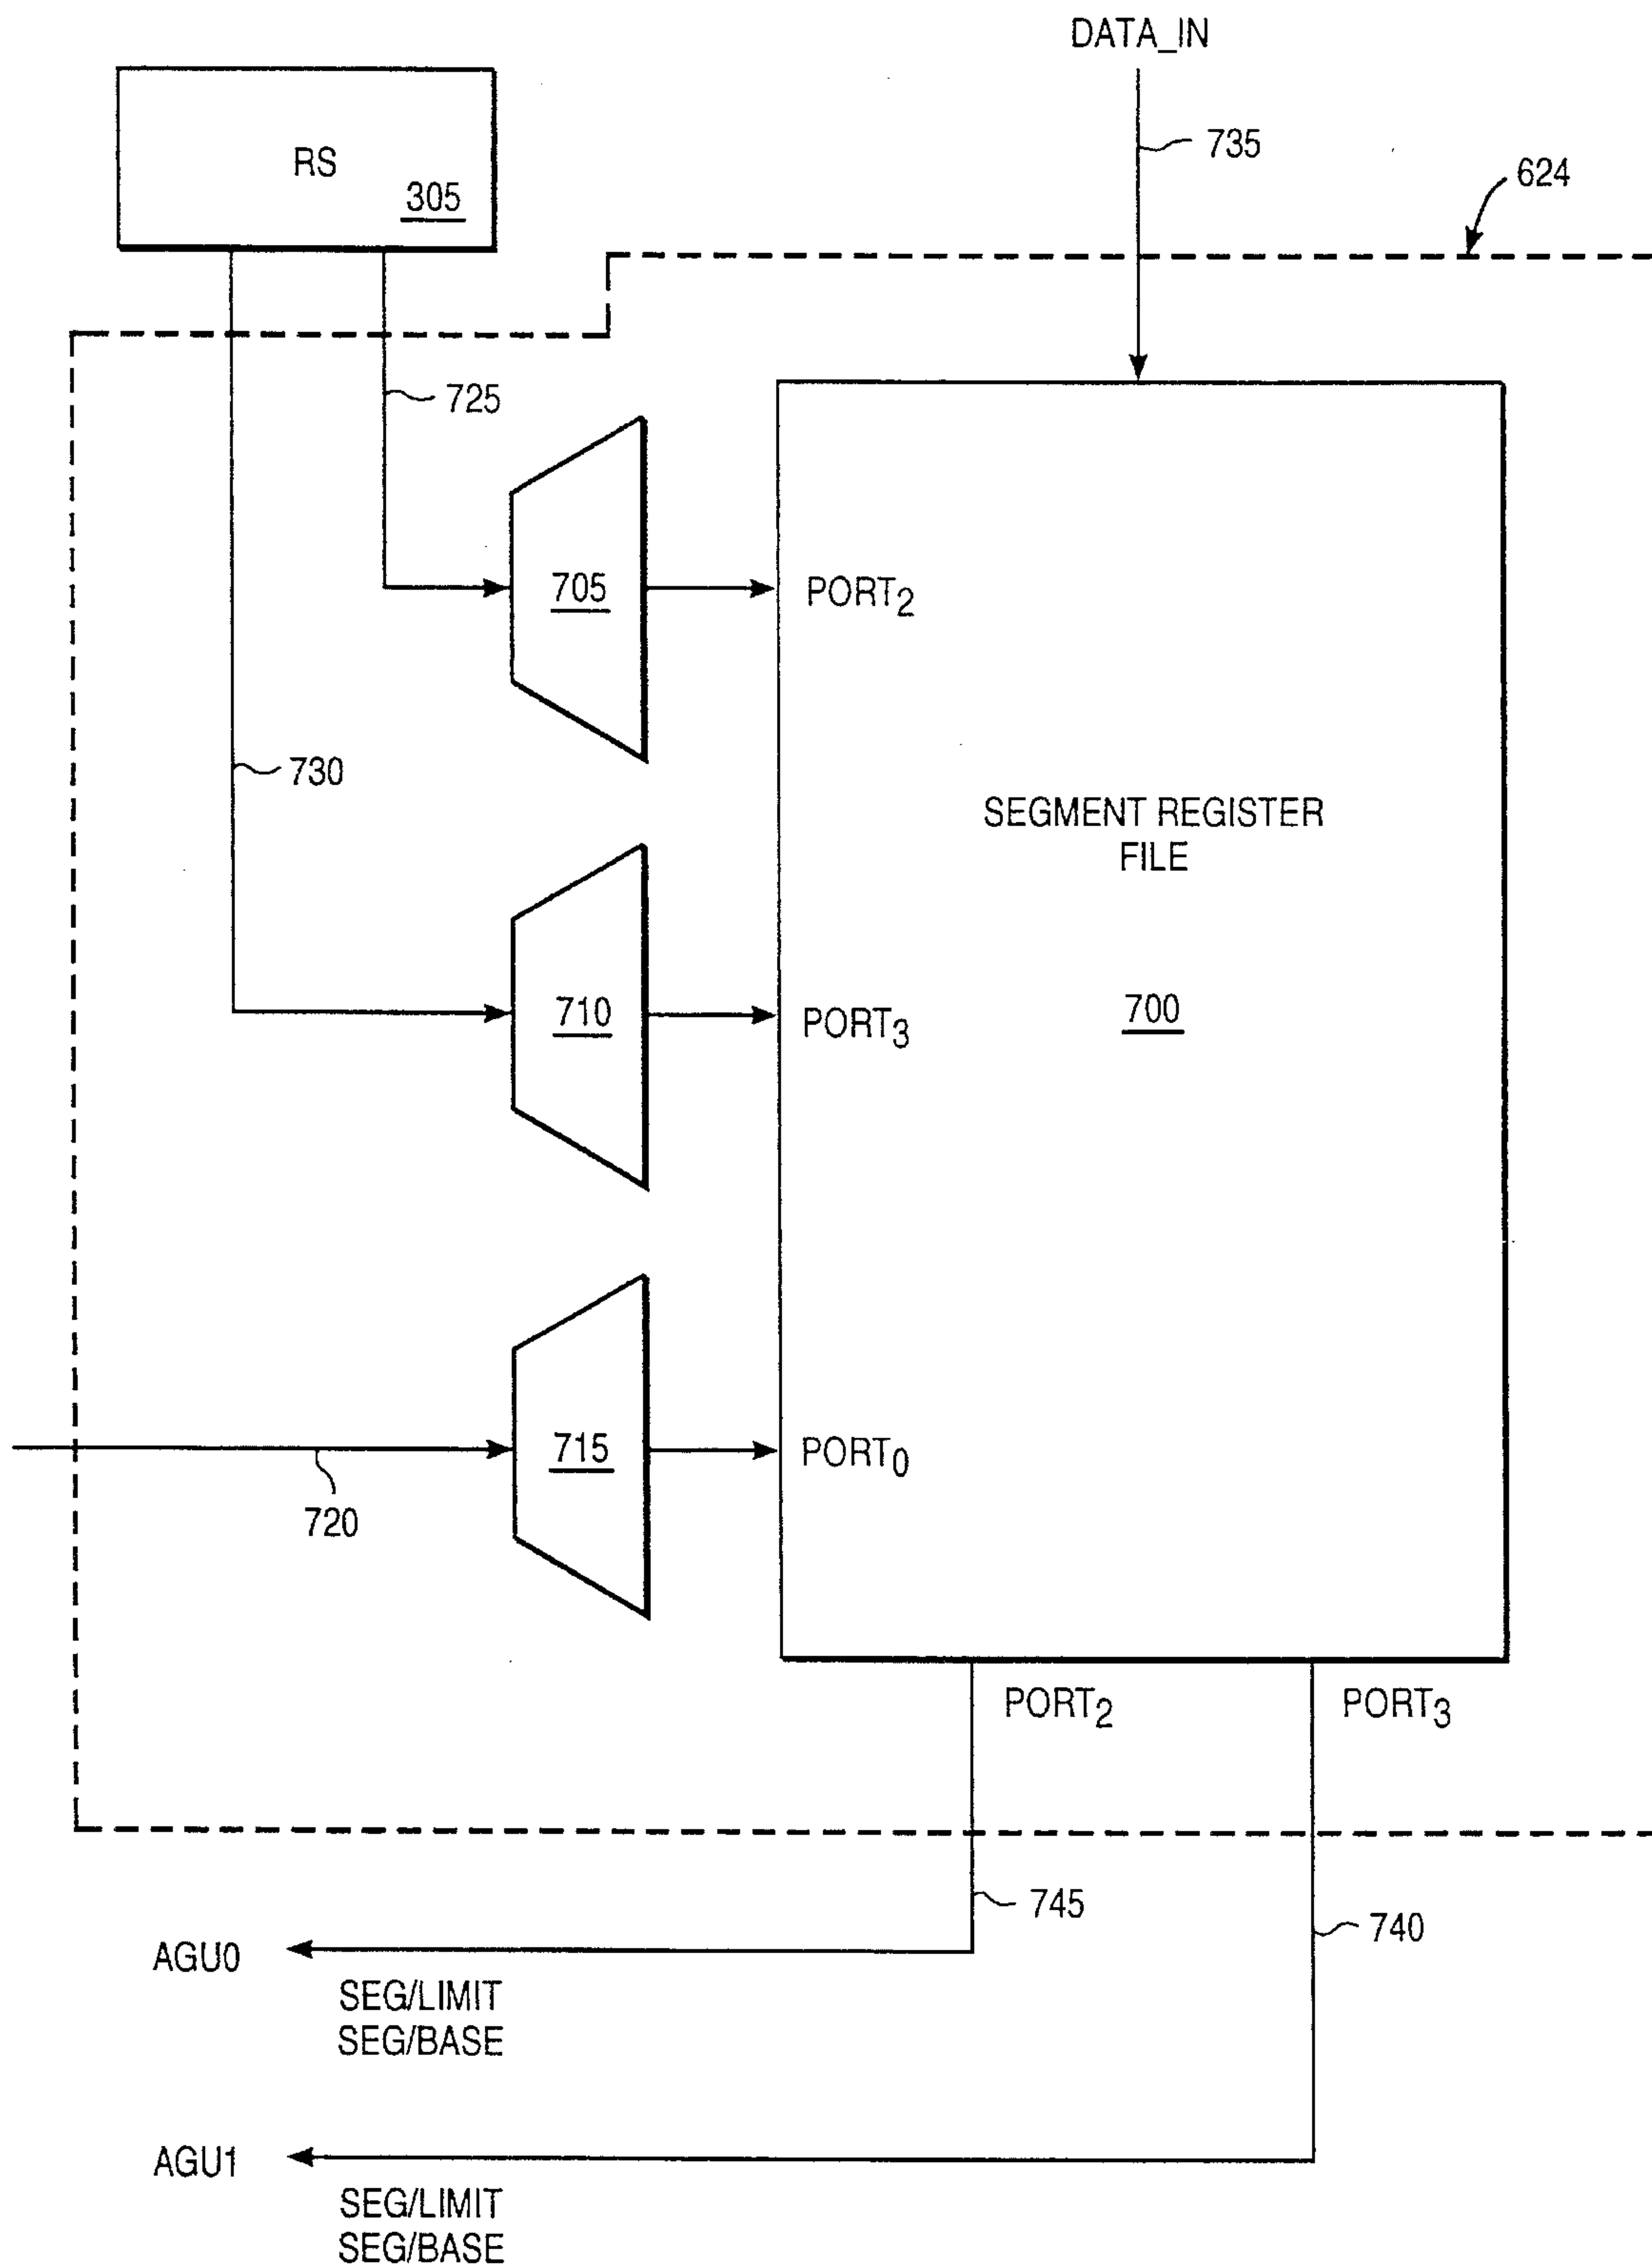 DATA_IN
RS
305
735
624
725
705
PORT2
730
SEGMENT REGISTER
FILE
700
710
PORT3
715
PORT0
720
PORT2
PORT3
745
740
AGU0
SEG/LIMIT
SEG/BASE
AGU1
SEG/LIMIT
SEG/BASE